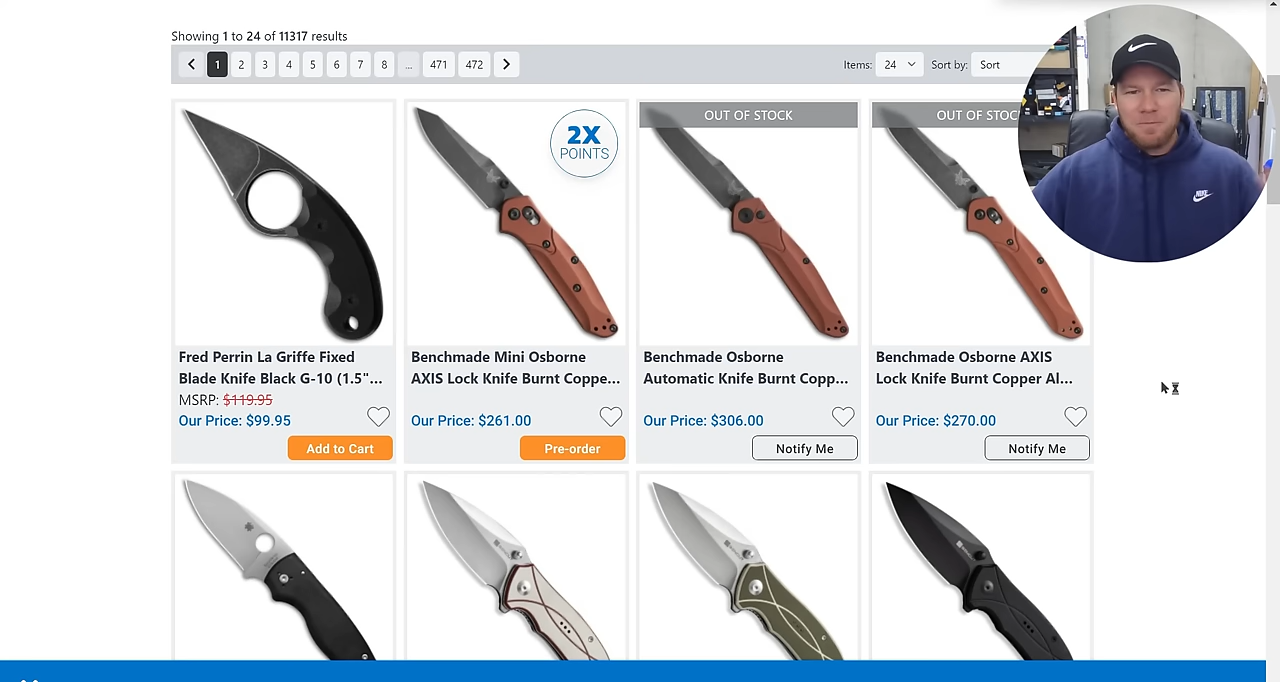 Showing 1 to 24 of 11317 results
1 2 3 4 5 6 7 8 ... 471 472
Items: 24 Sort by: Sort
2X
POINTS
OUT OF STOCK
OUT OF STOC
Fred Perrin La Griffe Fixed
Blade Knife Black G-10 (1.5"...
MSRP: $119.95
Our Price: $99.95
Add to Cart
Benchmade Mini Osborne
AXIS Lock Knife Burnt Coppe...
Our Price: $261.00
Pre-order
Benchmade Osborne
Automatic Knife Burnt Copp...
Our Price: $306.00
Notify Me
Benchmade Osborne AXIS
Lock Knife Burnt Copper Al...
Our Price: $270.00
Notify Me